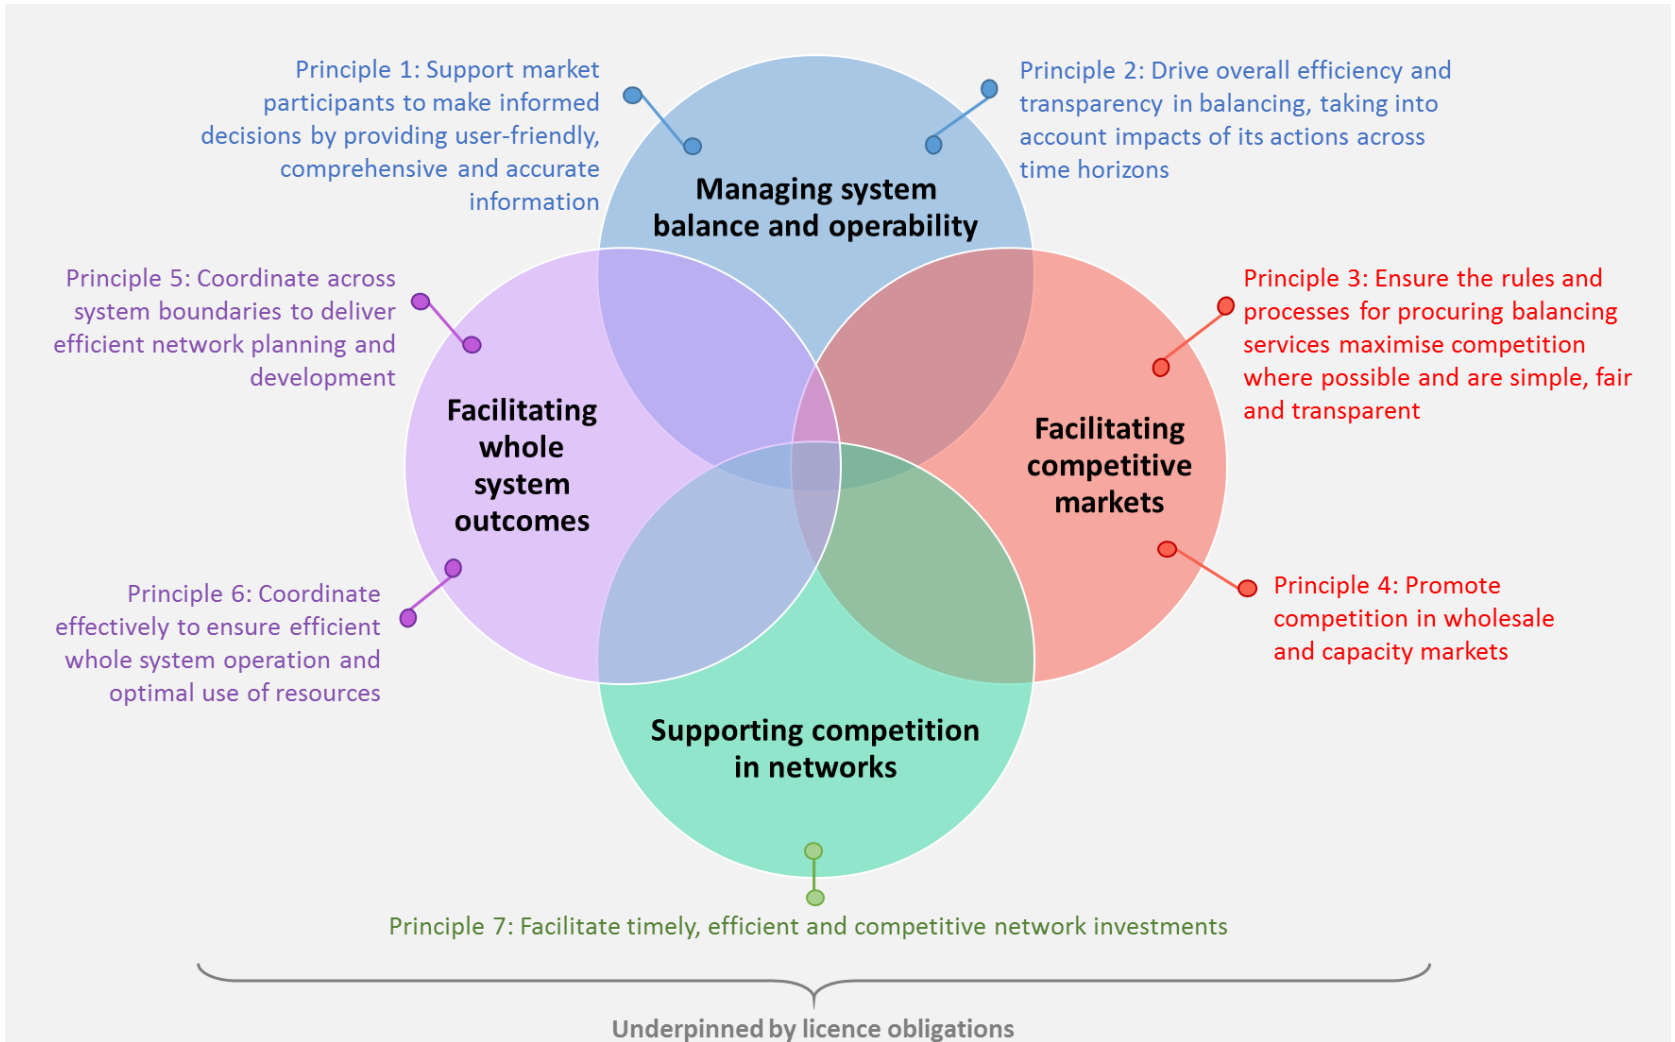 Principle 1: Support market
participants to make informed
decisions by providing user-friendly,
comprehensive and accurate
information
Principle 2: Drive overall efficiency and
transparency in balancing, taking into
account impacts of its actions across
time horizons
Managing system
balance and operability
Principle 5: Coordinate across
system boundaries to deliver
efficient network planning and
development
Principle 3: Ensure the rules and
processes for procuring balancing
services maximise competition
where possible and are simple, fair
and transparent
Facilitating
whole
system
outcomes
Facilitating
competitive
markets
Principle 6: Coordinate
effectively to ensure efficient
whole system operation and
optimal use of resources
Principle 4: Promote
competition in wholesale
and capacity markets
Supporting competition
in networks
Principle 7: Facilitate timely, efficient and competitive network investments
Underpinned by licence obligations